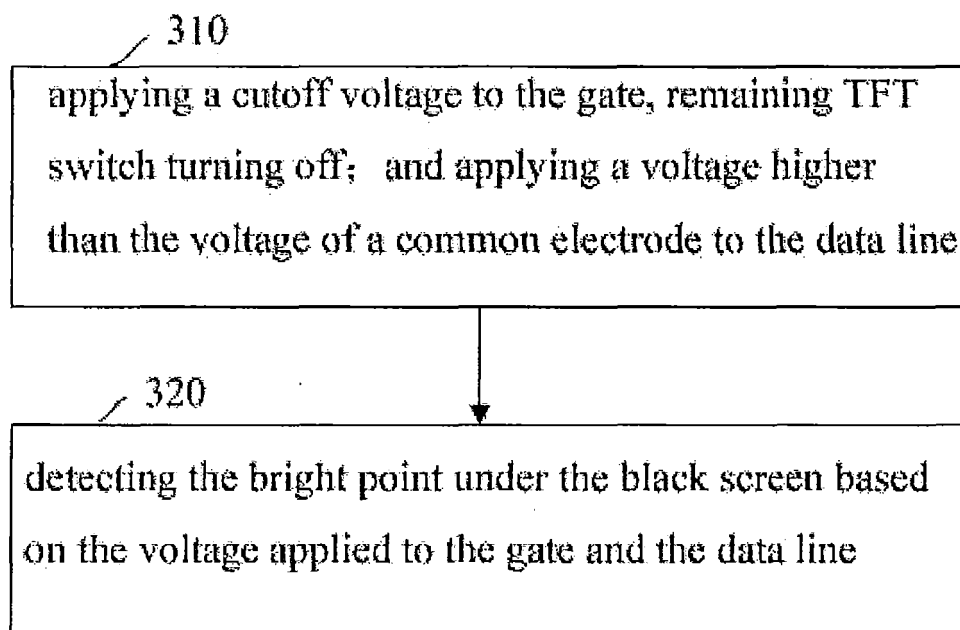 310
applying a cutoff voltage to the gate, remaining TFT
switch turning off; and applying a voltage higher
than the voltage of a common electrode to the data line
320
detecting the bright point under the black screen based
on the voltage applied to the gate and the data line